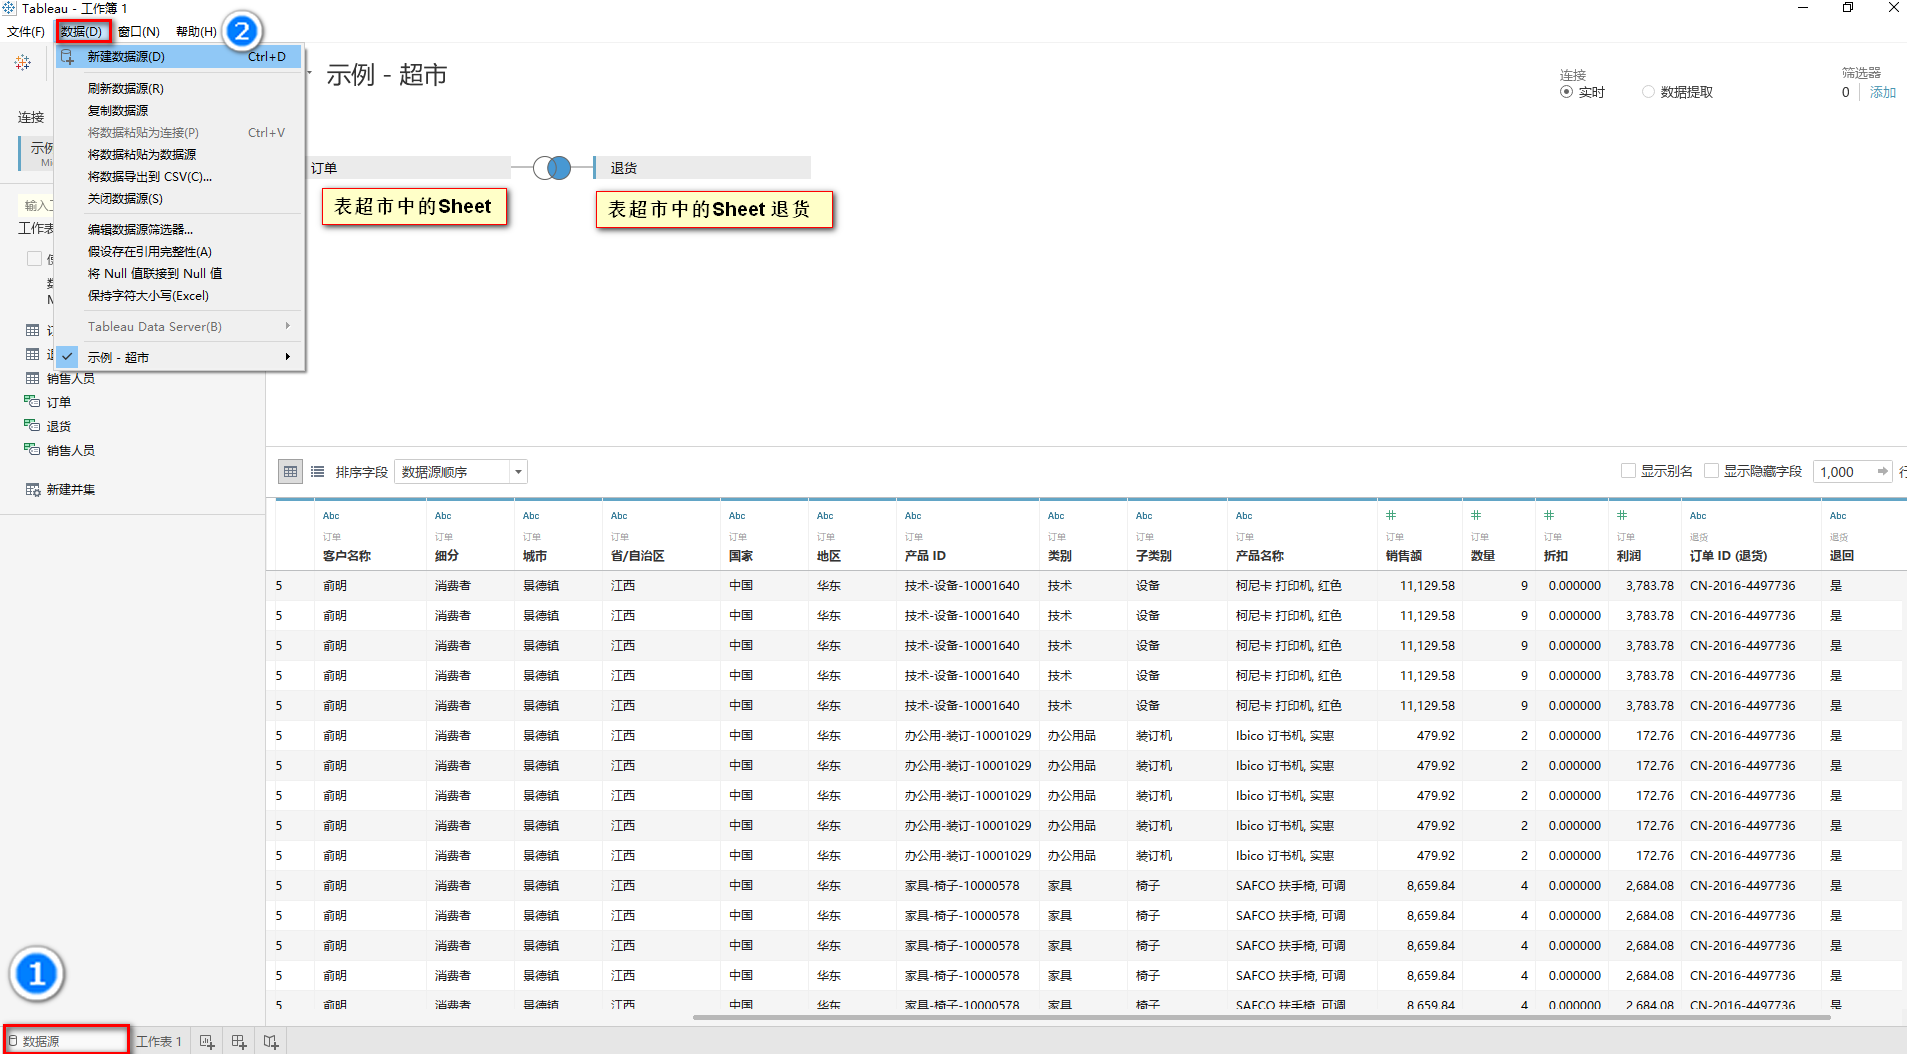 Tableau - 工作簿 1
文件(F) 数据(D) 窗口(N) 帮助(H) 2
新建数据源(D) Ctrl+D
刷新数据源(R)
复制数据源
将数据粘贴为连接(P) Ctrl+V
将数据粘贴为数据源
将数据导出到 CSV(C)...
关闭数据源(S)
编辑数据源筛选器...
假设存在引用完整性(A)
将 Null 值联接到 Null 值
保持字符大小写(Excel)
Tableau Data Server(B)
示例 - 超市
连接
示例
Mi
输入
工作表
M
销售人员
订单
退货
销售人员
新建并集
示例 - 超市
连接
实时 数据提取
筛选器
0 添加
订单 退货
表超市中的Sheet 表超市中的Sheet 退货
排序字段 数据源顺序 显示别名 显示隐藏字段 1,000 行
Abc Abc Abc Abc Abc Abc Abc Abc Abc Abc # # # # Abc Abc
订单 订单 订单 订单 订单 订单 订单 订单 订单 订单 订单 订单 订单 订单 退货 退货
客户名称 细分 城市 省/自治区 国家 地区 产品 ID 类别 子类别 产品名称 销售额 数量 折扣 利润 订单 ID (退货) 退回
5 俞明 消费者 景德镇 江西 中国 华东 技术-设备-10001640 技术 设备 柯尼卡 打印机, 红色 11,129.58 9 0.000000 3,783.78 CN-2016-4497736 是
5 俞明 消费者 景德镇 江西 中国 华东 技术-设备-10001640 技术 设备 柯尼卡 打印机, 红色 11,129.58 9 0.000000 3,783.78 CN-2016-4497736 是
5 俞明 消费者 景德镇 江西 中国 华东 技术-设备-10001640 技术 设备 柯尼卡 打印机, 红色 11,129.58 9 0.000000 3,783.78 CN-2016-4497736 是
5 俞明 消费者 景德镇 江西 中国 华东 技术-设备-10001640 技术 设备 柯尼卡 打印机, 红色 11,129.58 9 0.000000 3,783.78 CN-2016-4497736 是
5 俞明 消费者 景德镇 江西 中国 华东 技术-设备-10001640 技术 设备 柯尼卡 打印机, 红色 11,129.58 9 0.000000 3,783.78 CN-2016-4497736 是
5 俞明 消费者 景德镇 江西 中国 华东 办公用-装订-10001029 办公用品 装订机 Ibico 订书机, 实惠 479.92 2 0.000000 172.76 CN-2016-4497736 是
5 俞明 消费者 景德镇 江西 中国 华东 办公用-装订-10001029 办公用品 装订机 Ibico 订书机, 实惠 479.92 2 0.000000 172.76 CN-2016-4497736 是
5 俞明 消费者 景德镇 江西 中国 华东 办公用-装订-10001029 办公用品 装订机 Ibico 订书机, 实惠 479.92 2 0.000000 172.76 CN-2016-4497736 是
5 俞明 消费者 景德镇 江西 中国 华东 办公用-装订-10001029 办公用品 装订机 Ibico 订书机, 实惠 479.92 2 0.000000 172.76 CN-2016-4497736 是
5 俞明 消费者 景德镇 江西 中国 华东 办公用-装订-10001029 办公用品 装订机 Ibico 订书机, 实惠 479.92 2 0.000000 172.76 CN-2016-4497736 是
5 俞明 消费者 景德镇 江西 中国 华东 家具-椅子-10000578 家具 椅子 SAFCO 扶手椅, 可调 8,659.84 4 0.000000 2,684.08 CN-2016-4497736 是
5 俞明 消费者 景德镇 江西 中国 华东 家具-椅子-10000578 家具 椅子 SAFCO 扶手椅, 可调 8,659.84 4 0.000000 2,684.08 CN-2016-4497736 是
5 俞明 消费者 景德镇 江西 中国 华东 家具-椅子-10000578 家具 椅子 SAFCO 扶手椅, 可调 8,659.84 4 0.000000 2,684.08 CN-2016-4497736 是
5 俞明 消费者 景德镇 江西 中国 华东 家具-椅子-10000578 家具 椅子 SAFCO 扶手椅, 可调 8,659.84 4 0.000000 2,684.08 CN-2016-4497736 是
5 俞明 消费者 景德镇 江西 中国 华东 家具-椅子-10000578 家具 椅子 SAFCO 扶手椅, 可调 8,659.84 4 0.000000 2,684.08 CN-2016-4497736 是
1
数据源 工作表 1